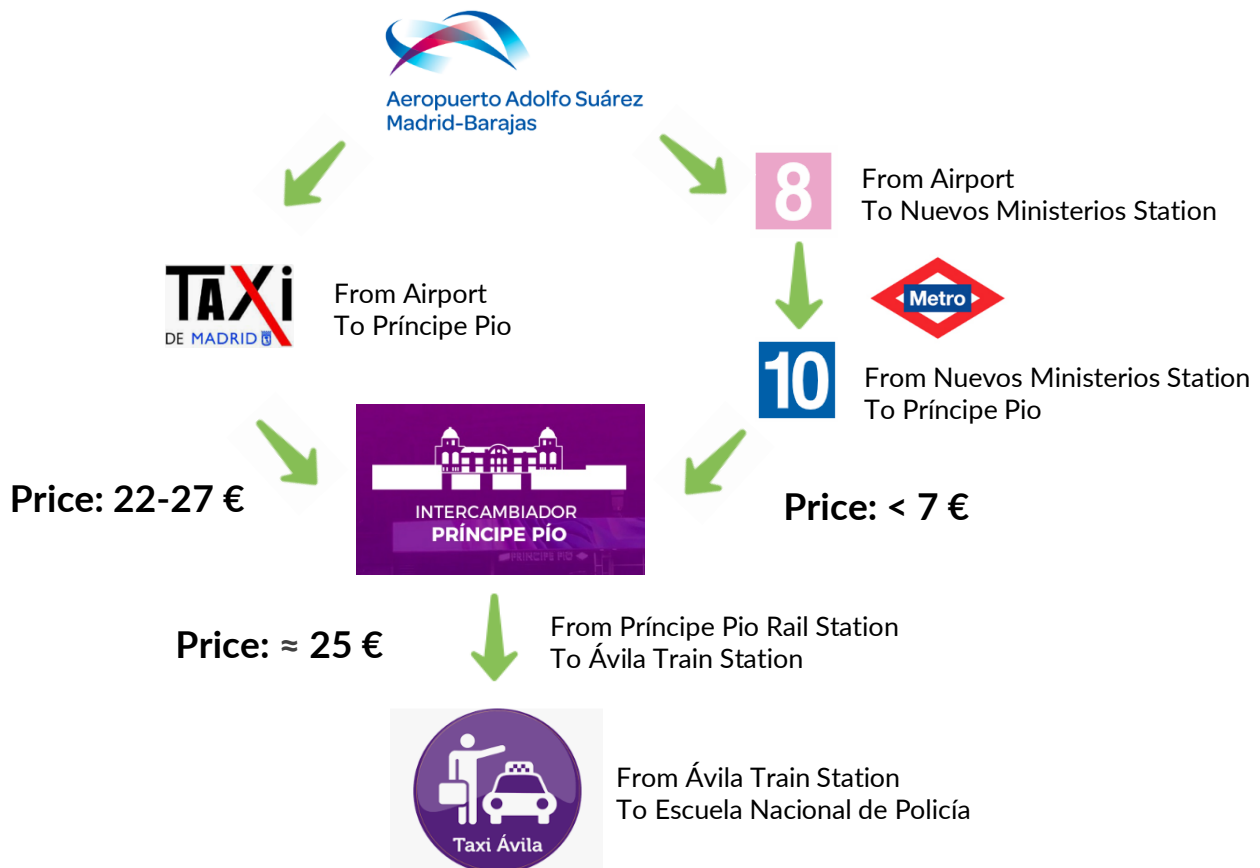 Aeropuerto Adolfo Suárez
Madrid-Barajas
8
From Airport
To Nuevos Ministerios Station
TAXi
DE MADRID
From Airport
To Príncipe Pio
Metro
10
From Nuevos Ministerios Station
To Príncipe Pio
INTERCAMBIADOR
PRÍNCIPE PÍO
PRINCIPE PIO
Price: 22-27 €
Price: < 7 €
Price: ≈ 25 €
From Príncipe Pio Rail Station
To Ávila Train Station
Taxi Ávila
From Ávila Train Station
To Escuela Nacional de Policía